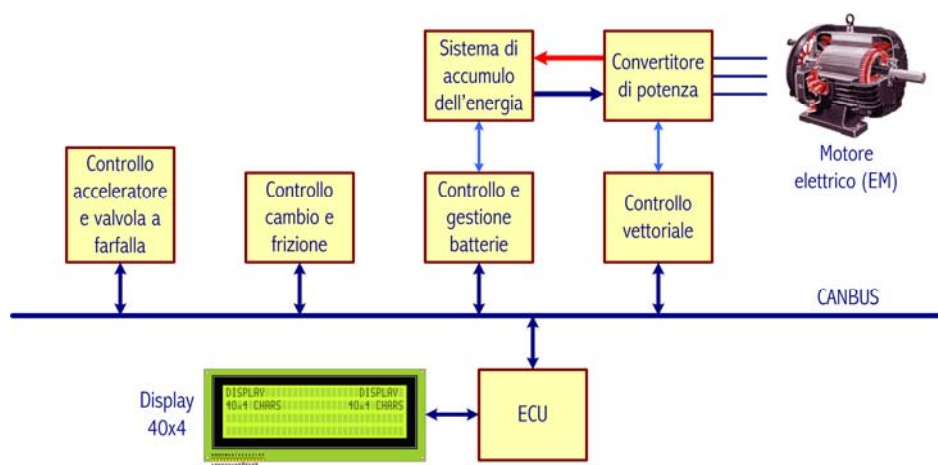 Sistema di
accumulo
dell'energia
Convertitore
di potenza
Motore
elettrico (EM)
Controllo
acceleratore
e valvola a
farfalla
Controllo
cambio e
frizione
Controllo e
gestione
batterie
Controllo
vettoriale
CANBUS
Display
40x4
DISPLAY DISPLAY
40x4 CHARS 40x4 CHARS
ECU